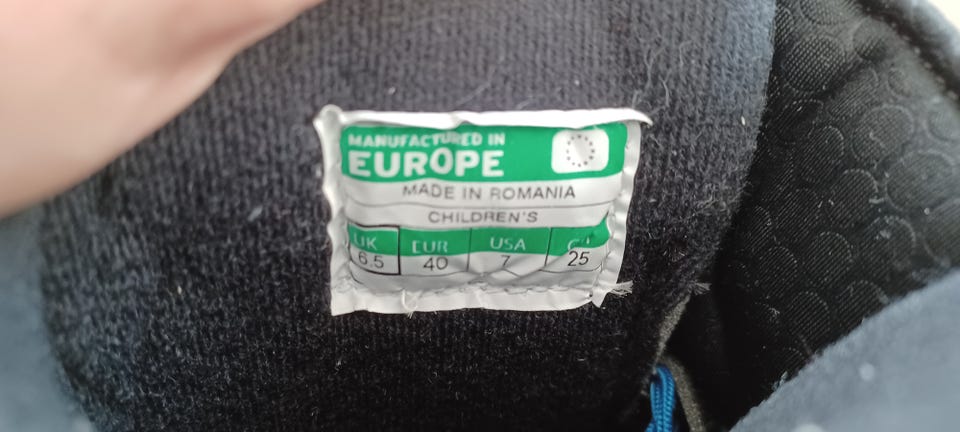 MANUFACTURED IN
EUROPE
MADE IN ROMANIA
CHILDREN'S
UK EUR USA
6.5 40 7 25